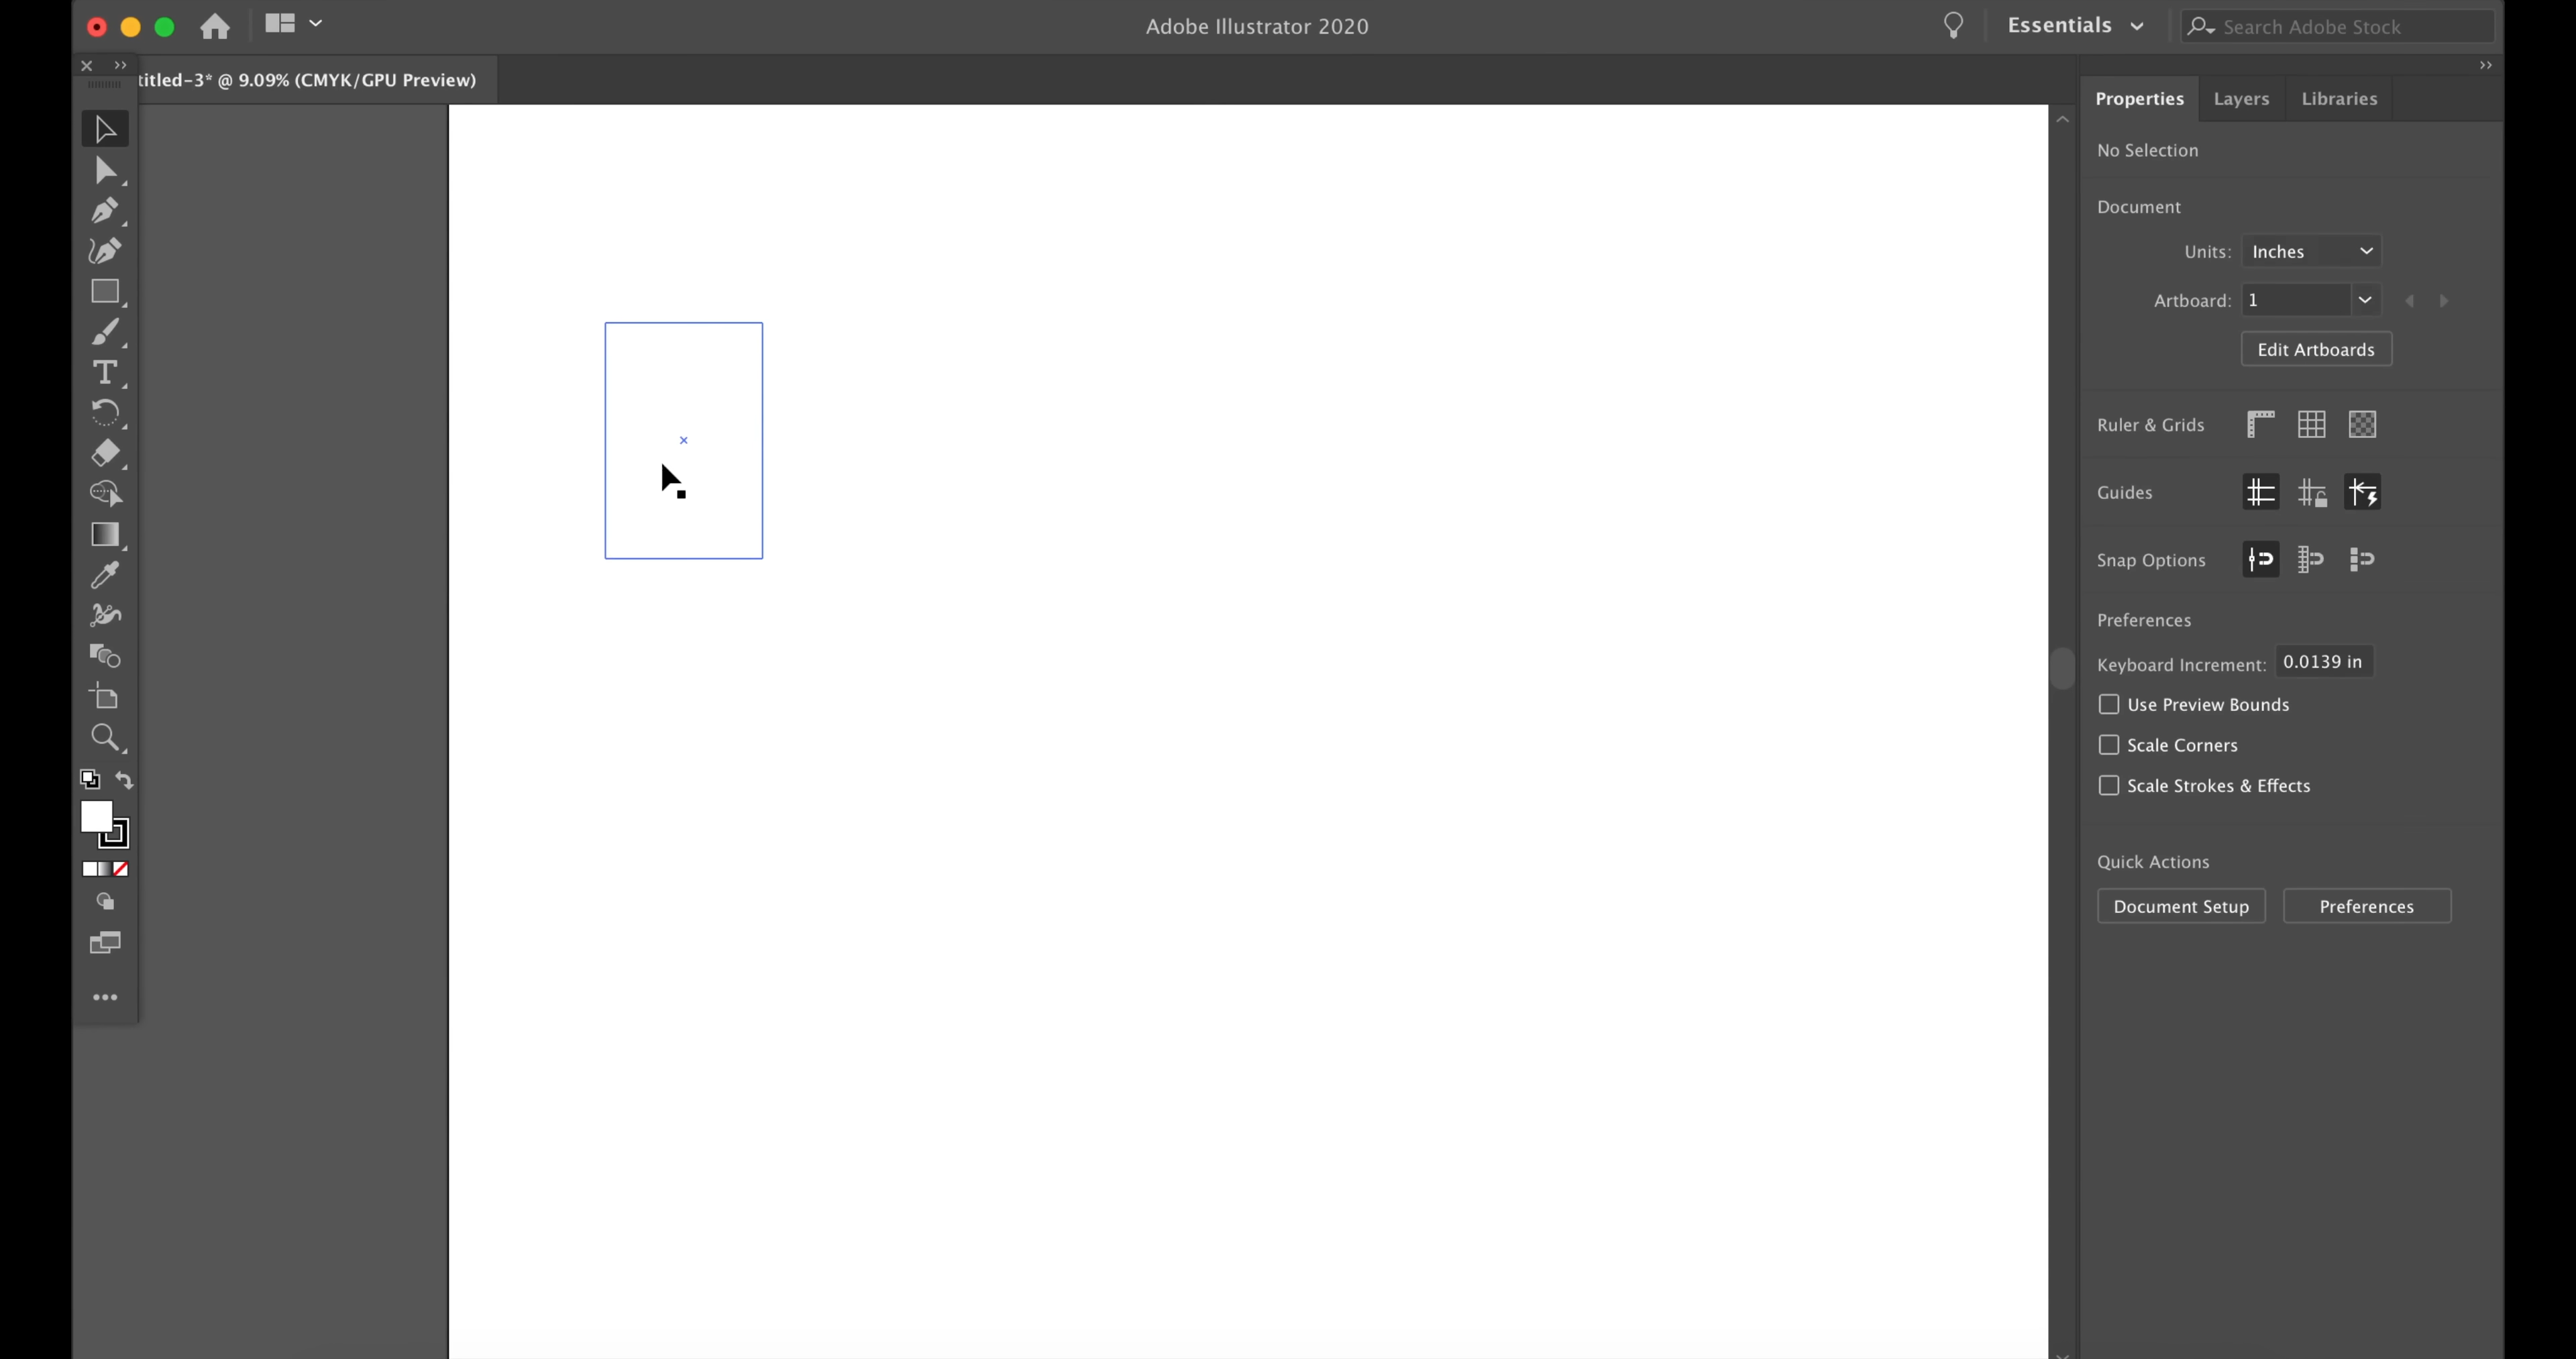 Adobe Illustrator 2020
Essentials
Search Adobe Stock
titled-3* @ 9.09% (CMYK/GPU Preview)
Properties
Layers
Libraries
No Selection
Document
Units:
Inches
Artboard:
1
Edit Artboards
Ruler & Grids
Guides
Snap Options
Preferences
Keyboard Increment:
0.0139 in
Use Preview Bounds
Scale Corners
Scale Strokes & Effects
Quick Actions
Document Setup
Preferences